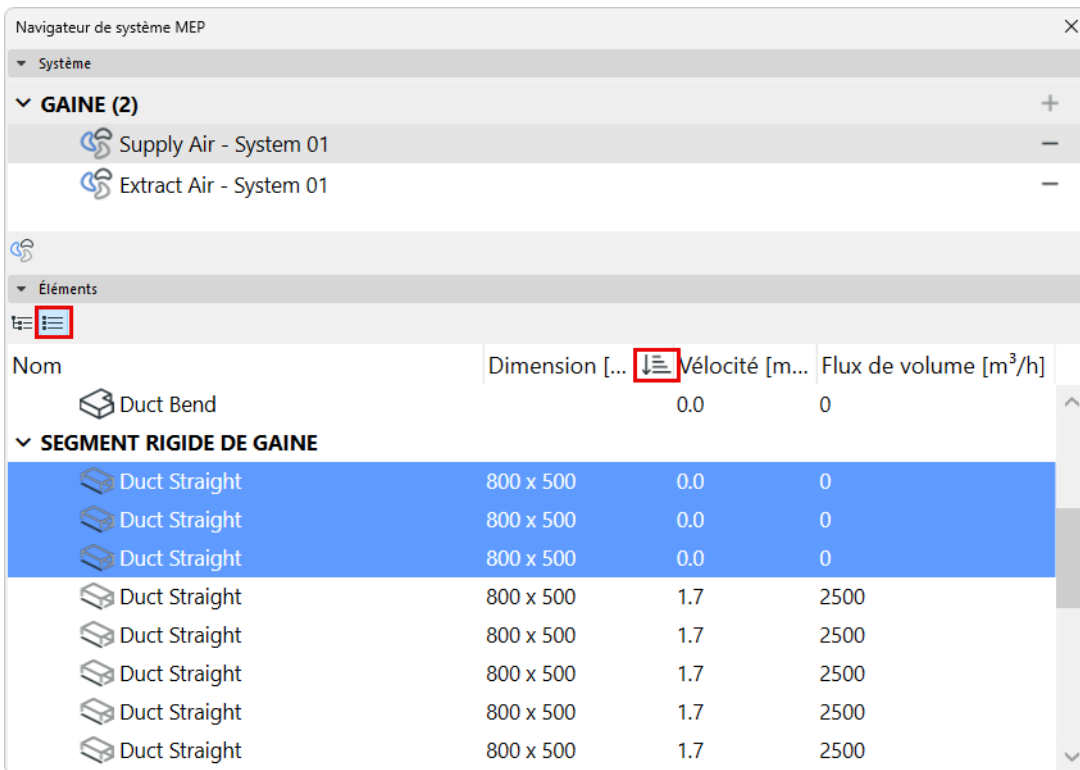 Navigateur de système MEP
Système
GAINE (2)
Supply Air - System 01
Extract Air - System 01
Éléments
Nom Dimension [... Vélocité [m... Flux de volume [m³/h]
Duct Bend 0.0 0
SEGMENT RIGIDE DE GAINE
Duct Straight 800 x 500 0.0 0
Duct Straight 800 x 500 0.0 0
Duct Straight 800 x 500 0.0 0
Duct Straight 800 x 500 1.7 2500
Duct Straight 800 x 500 1.7 2500
Duct Straight 800 x 500 1.7 2500
Duct Straight 800 x 500 1.7 2500
Duct Straight 800 x 500 1.7 2500